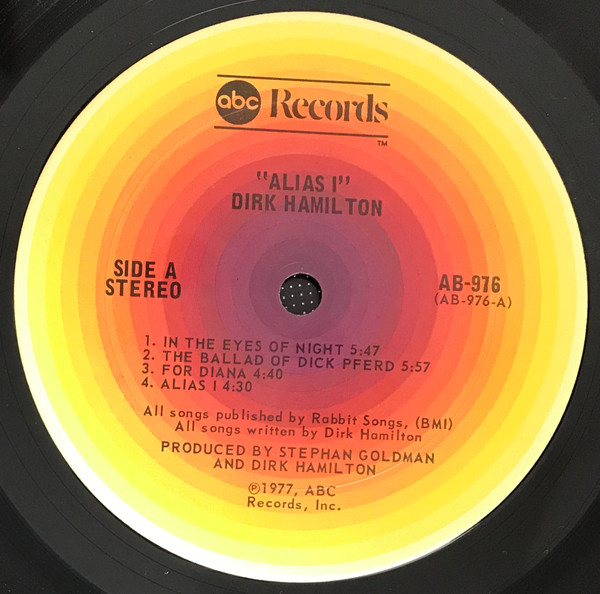 abc Records
™
"ALIAS I"
DIRK HAMILTON
SIDE A
STEREO
AB-976
(AB-976-A)
1. IN THE EYES OF NIGHT 5:47
2. THE BALLAD OF DICK PFERD 5:57
3. FOR DIANA 4:40
4. ALIAS I 4:30
All songs published by Rabbit Songs, (BMI)
All songs written by Dirk Hamilton
PRODUCED BY STEPHAN GOLDMAN
AND DIRK HAMILTON
℗1977, ABC
Records, Inc.